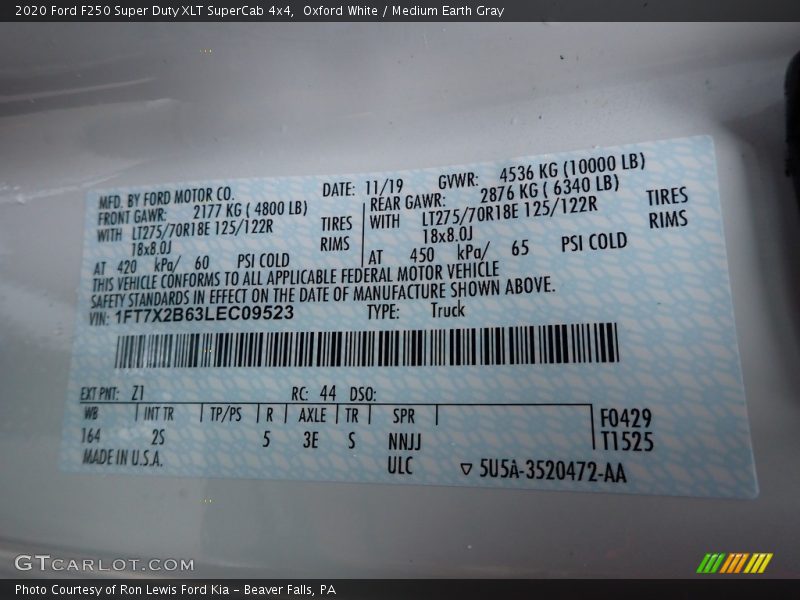 2020 Ford F250 Super Duty XLT SuperCab 4x4,  Oxford White / Medium Earth Gray
MFD. BY FORD MOTOR CO. DATE: 11/19 GVWR: 4536 KG (10000 LB)
FRONT GAWR: 2177 KG ( 4800 LB) REAR GAWR: 2876 KG ( 6340 LB)
WITH LT275/70R18E 125/122R TIRES WITH LT275/70R18E 125/122R TIRES
18x8.0J RIMS 18x8.0J RIMS
AT 420 kPa/ 60 PSI COLD AT 450 kPa/ 65 PSI COLD
THIS VEHICLE CONFORMS TO ALL APPLICABLE FEDERAL MOTOR VEHICLE
SAFETY STANDARDS IN EFFECT ON THE DATE OF MANUFACTURE SHOWN ABOVE.
VIN: 1FT7X2B63LEC09523 TYPE: Truck
EXT PNT: Z1 RC: 44 DSO:
WB INT TR TP/PS R AXLE TR SPR F0429
164 2S 5 3E S NNJJ T1525
MADE IN U.S.A. ULC ▽ 5U5A-3520472-AA
GTCARLOT.COM
Photo Courtesy of Ron Lewis Ford Kia – Beaver Falls, PA